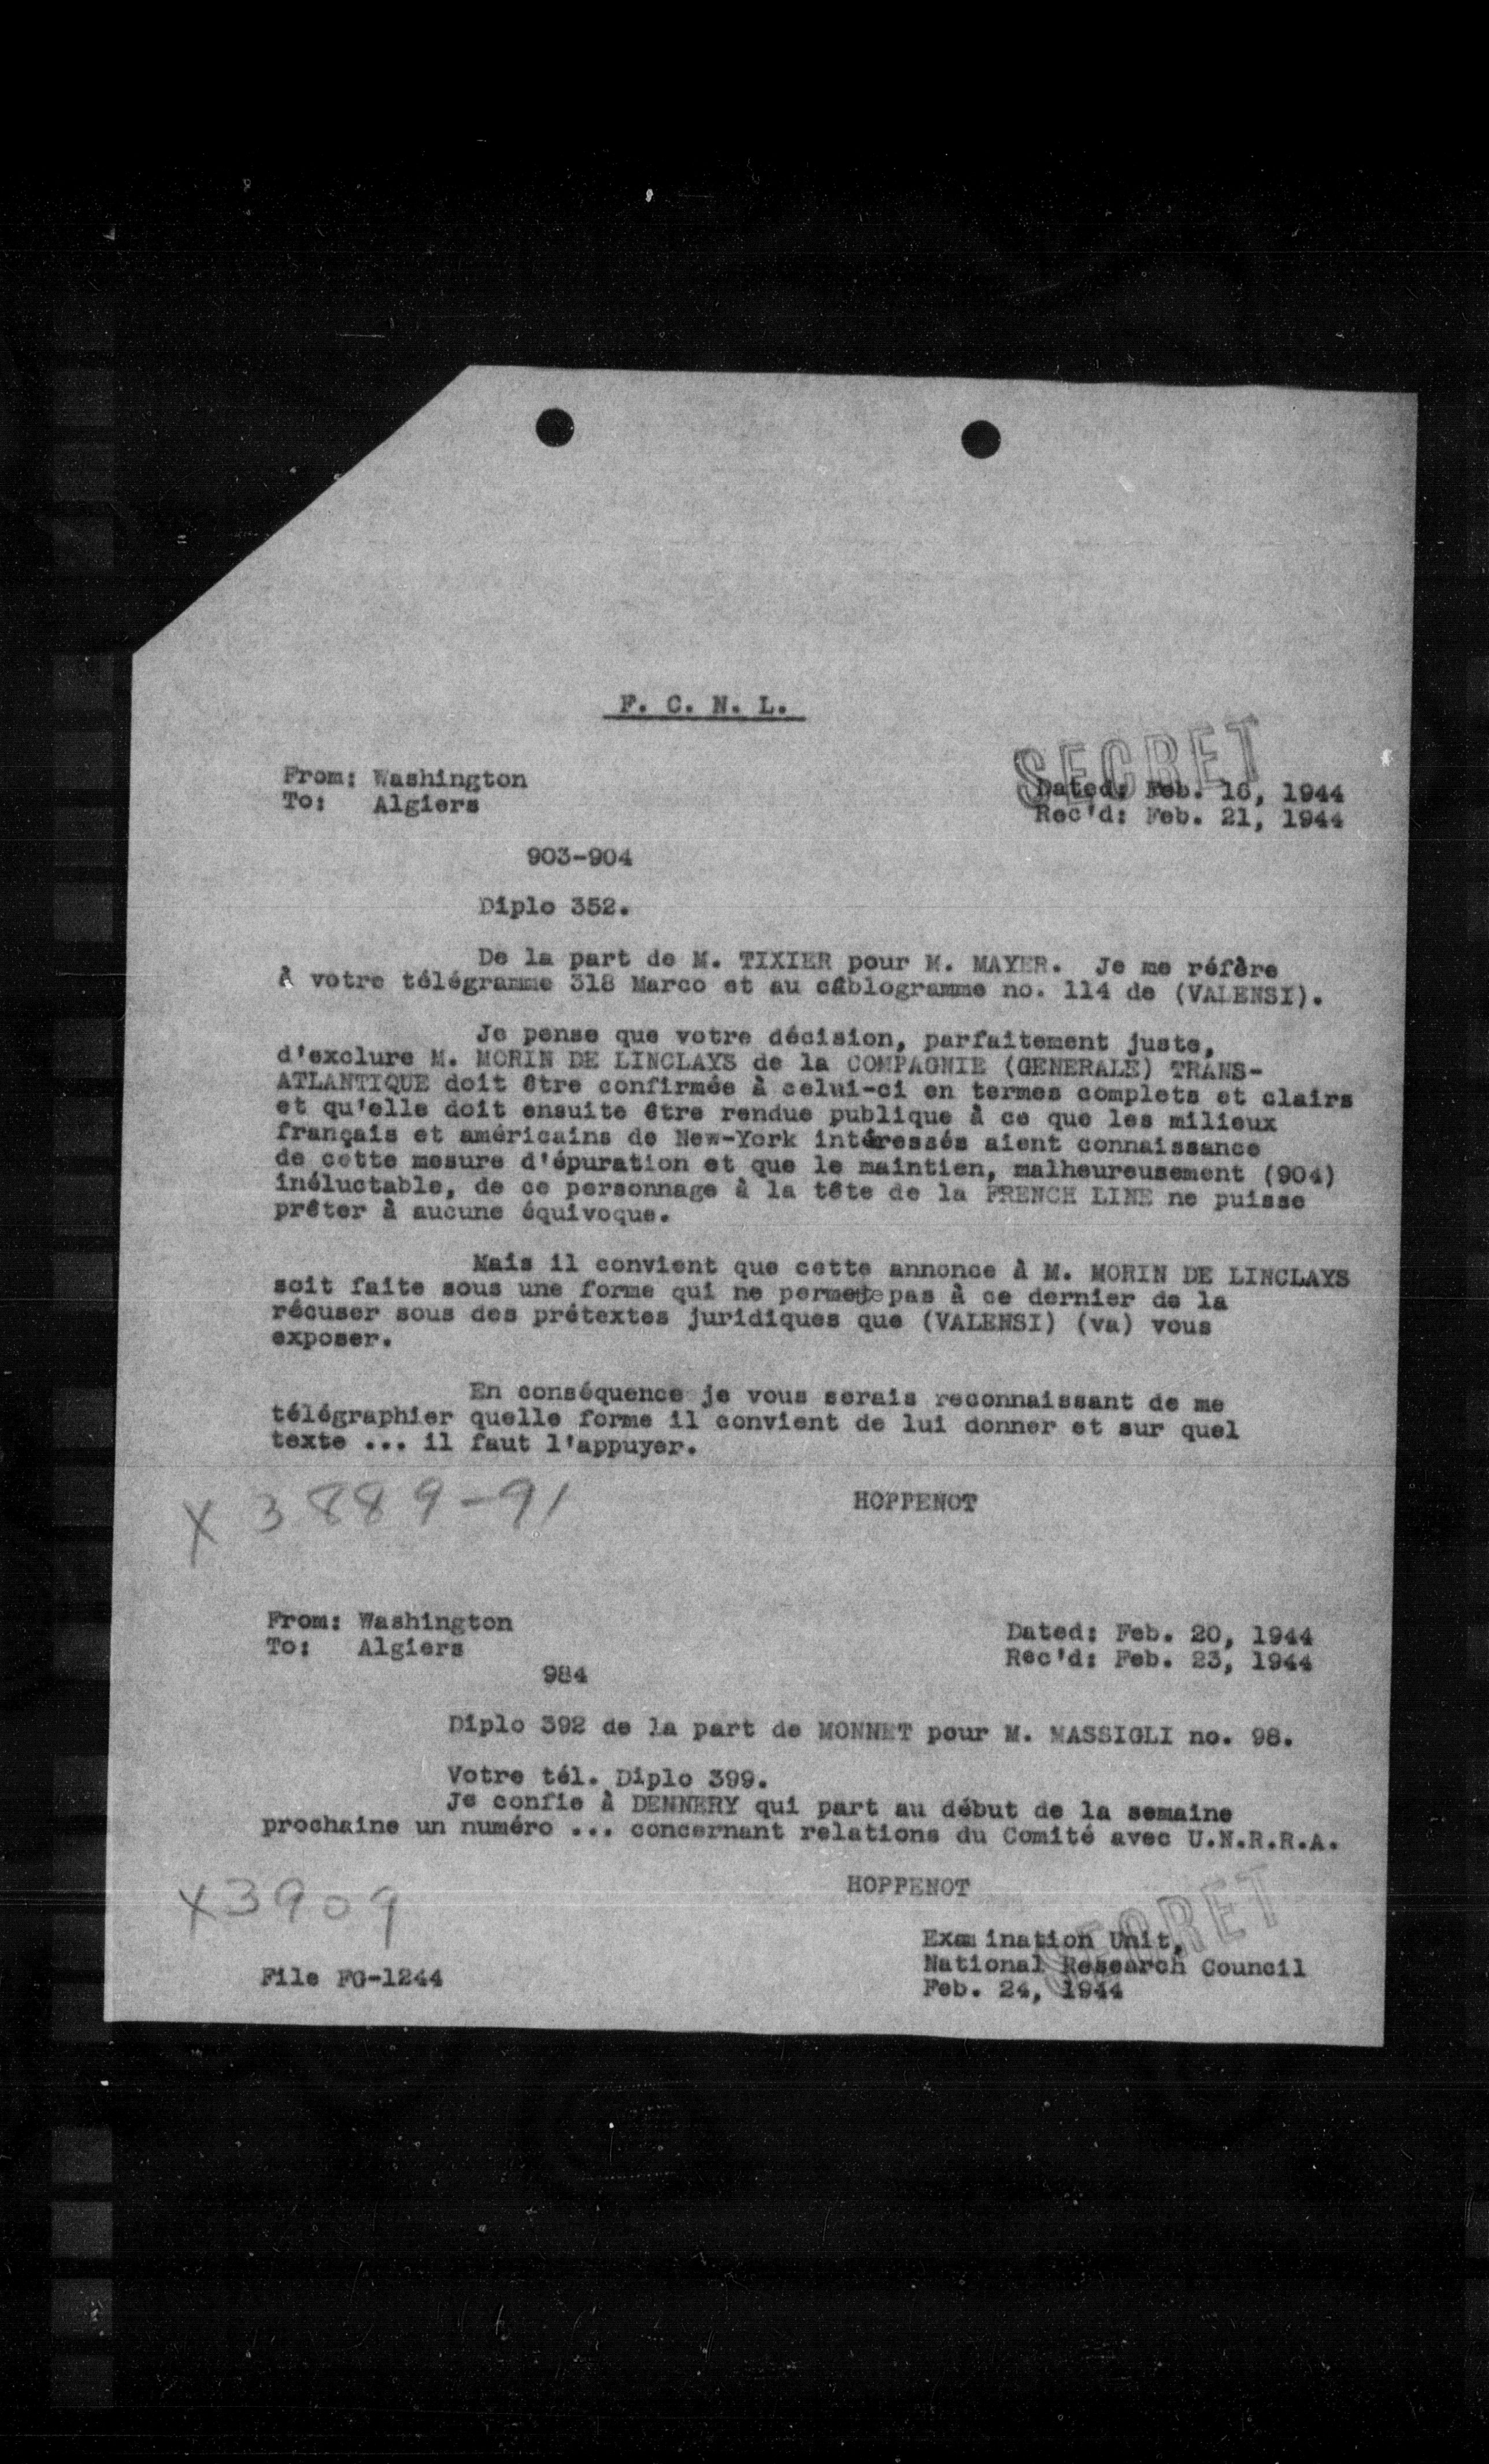 F. C. N. L.
SECRET
From: Washington
To: Algiers
Dated: Feb. 16, 1944
Rec'd: Feb. 21, 1944
903-904
Diplo 352.
De la part de M. TIXIER pour M. MAYER. Je me réfère
À votre télégramme 318 Marco et au câblogramme no. 114 de (VALENSI).
Je pense que votre décision, parfaitement juste,
d'exclure M. MORIN DE LINCLAYS de la COMPAGNIE (GENERALE) TRANS-
ATLANTIQUE doit être confirmée à celui-ci en termes complets et clairs
et qu'elle doit ensuite être rendue publique à ce que les milieux
français et américains de New-York intéressés aient connaissance
de cette mesure d'épuration et que le maintien, malheureusement (904)
inéluctable, de ce personnage à la tête de la FRENCH LINE ne puisse
prêter à aucune équivoque.
Mais il convient que cette annonce à M. MORIN DE LINCLAYS
soit faite sous une forme qui ne permette pas à ce dernier de la
récuser sous des prétextes juridiques que (VALENSI) (va) vous
exposer.
En conséquence je vous serais reconnaissant de me
télégraphier quelle forme il convient de lui donner et sur quel
texte ... il faut l'appuyer.
X 3889-91
HOPPENOT
From: Washington
To: Algiers
Dated: Feb. 20, 1944
Rec'd: Feb. 23, 1944
984
Diplo 392 de la part de MONNET pour M. MASSIGLI no. 98.
Votre tél. Diplo 399.
Je confie à DENNERY qui part au début de la semaine
prochaine un numéro ... concernant relations du Comité avec U.N.R.R.A.
HOPPENOT
X3909
SECRET
Examination Unit,
National Research Council
Feb. 24, 1944
File FG-1244